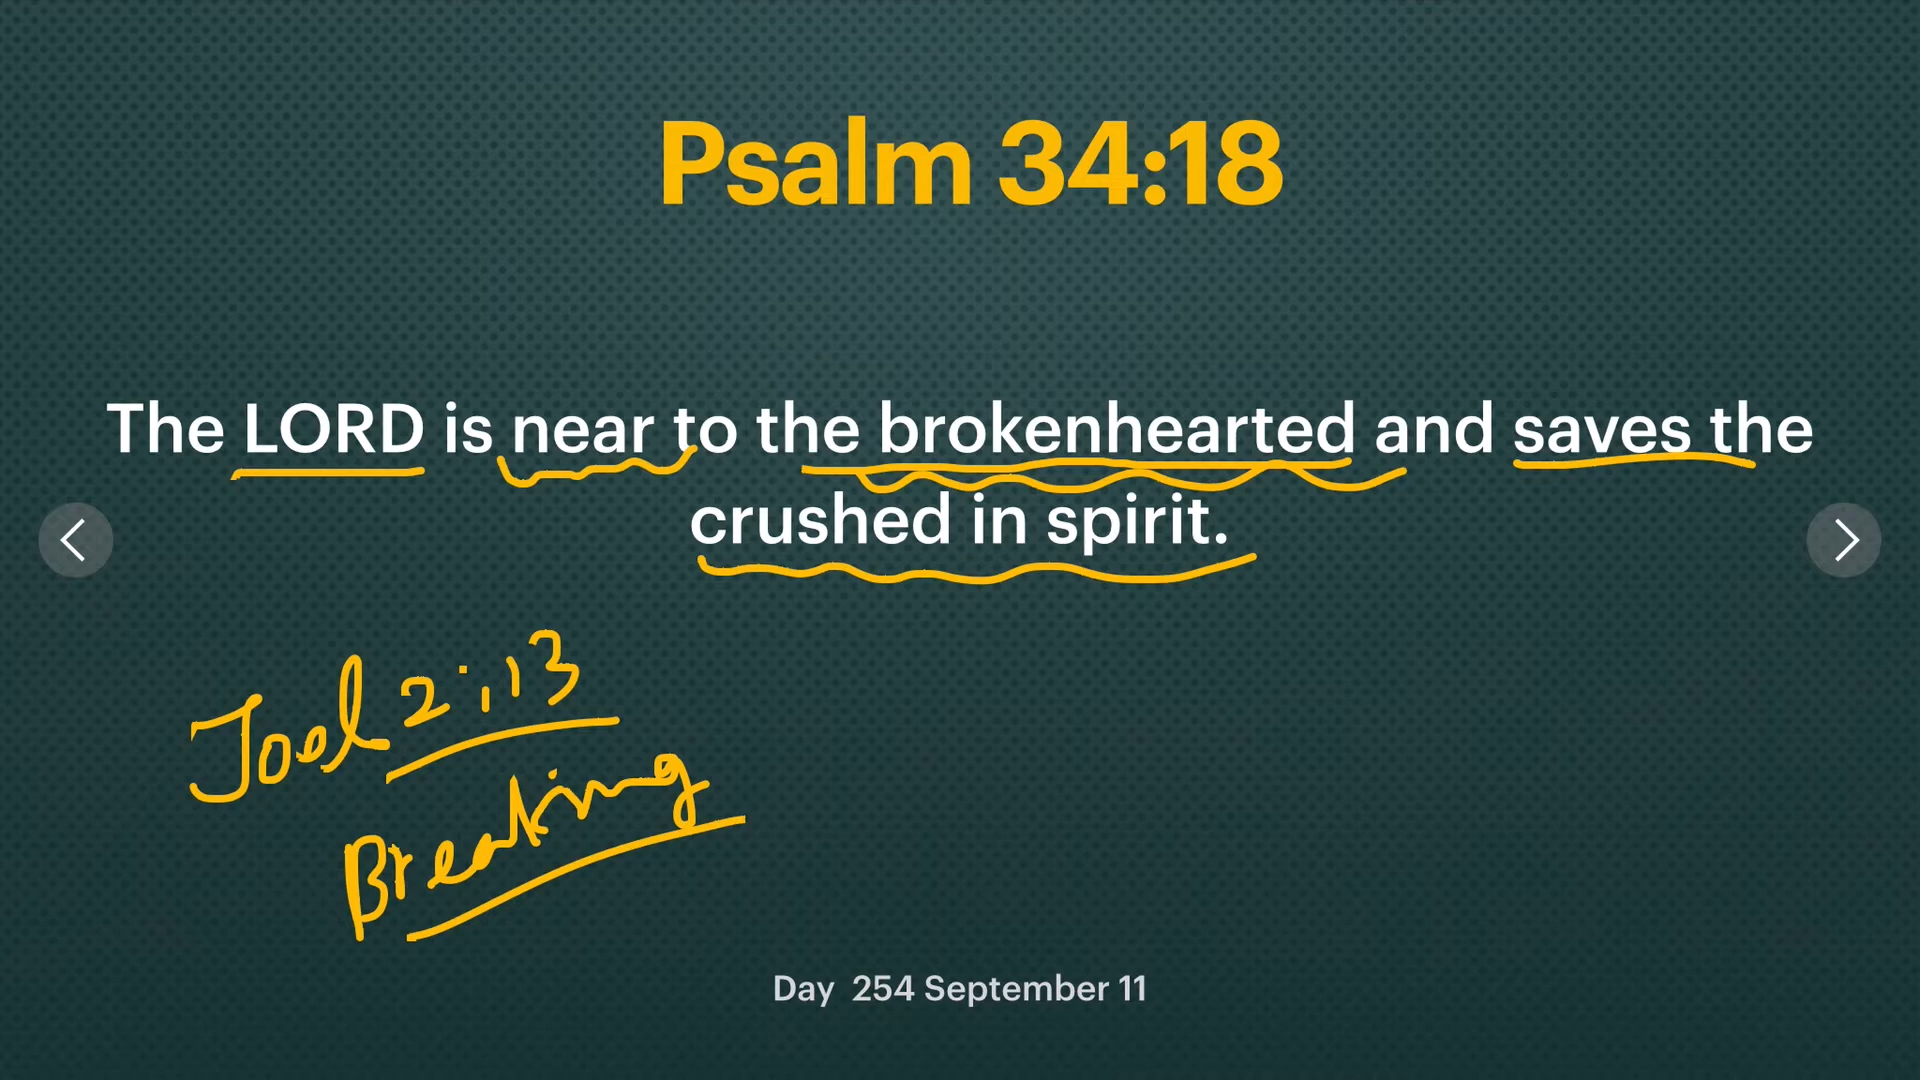 Psalm 34:18
The LORD is near to the brokenhearted and saves the
crushed in spirit.
Joel 2:13
Breaking
Day 254 September 11